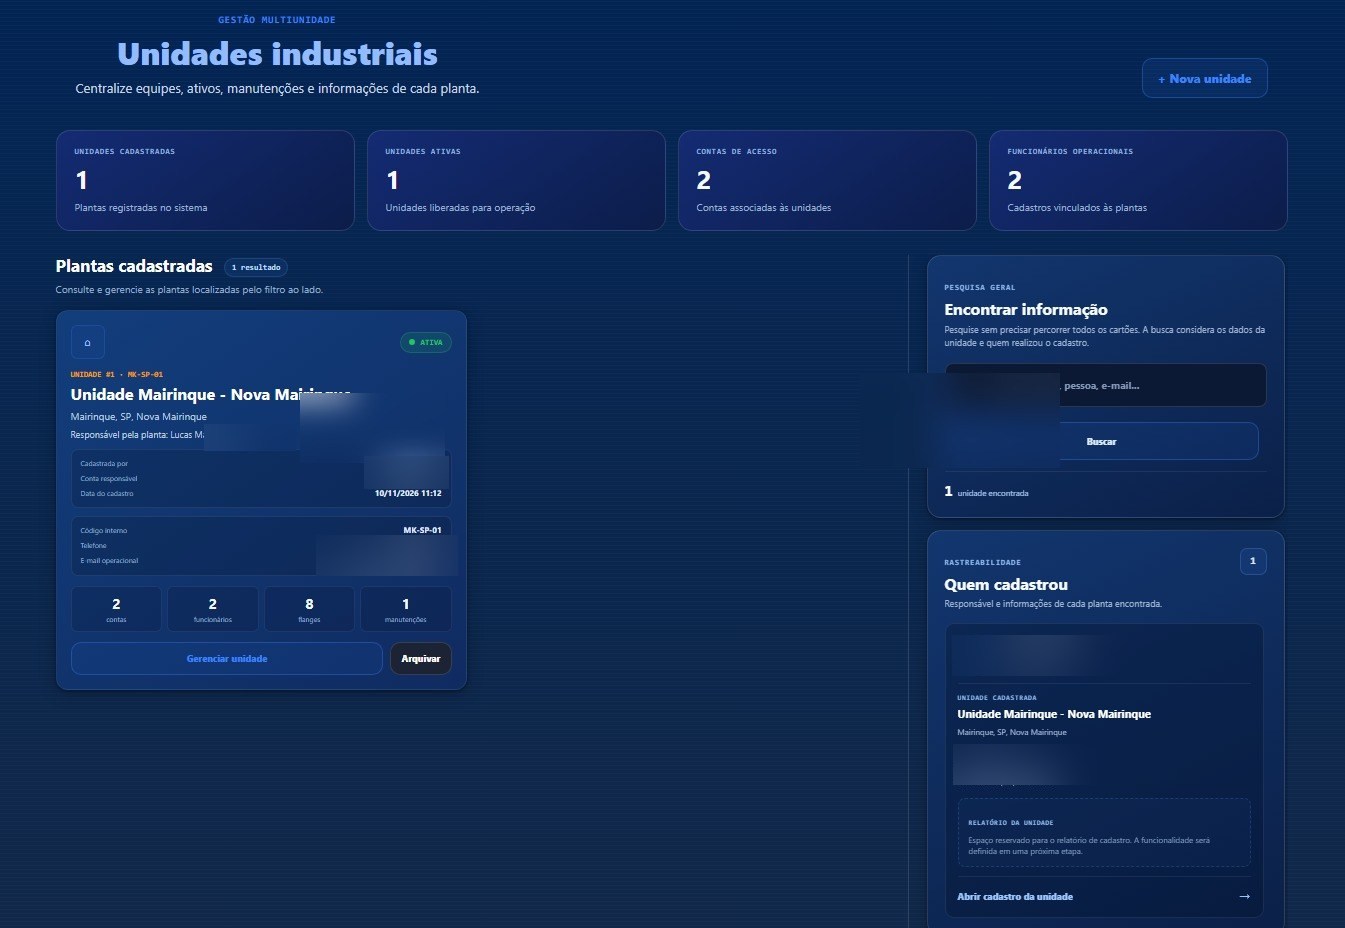 GESTÃO MULTIUNIDADE
Unidades industriais
Centralize equipes, ativos, manutenções e informações de cada planta.
+ Nova unidade
UNIDADES CADASTRADAS
1
Plantas registradas no sistema
UNIDADES ATIVAS
1
Unidades liberadas para operação
CONTAS DE ACESSO
2
Contas associadas às unidades
FUNCIONÁRIOS OPERACIONAIS
2
Cadastros vinculados às plantas
Plantas cadastradas
1 resultado
Consulte e gerencie as plantas localizadas pelo filtro ao lado.
ATIVA
UNIDADE #1 · MK-SP-01
Unidade Mairinque - Nova Mairinque
Mairinque, SP, Nova Mairinque
Responsável pela planta: Lucas
Cadastrada por
Conta responsável
Data do cadastro
10/11/2026 11:12
Código interno
MK-SP-01
Telefone
E-mail operacional
2
contas
2
funcionários
8
flanges
1
manutenções
Gerenciar unidade
Arquivar
PESQUISA GERAL
Encontrar informação
Pesquise sem precisar percorrer todos os cartões. A busca considera os dados da
unidade e quem realizou o cadastro.
, pessoa, e-mail...
Buscar
1 unidade encontrada
RASTREABILIDADE
1
Quem cadastrou
Responsável e informações de cada planta encontrada.
UNIDADE CADASTRADA
Unidade Mairinque - Nova Mairinque
Mairinque, SP, Nova Mairinque
RELATÓRIO DA UNIDADE
Espaço reservado para o relatório de cadastro. A funcionalidade será
definida em uma próxima etapa.
Abrir cadastro da unidade →